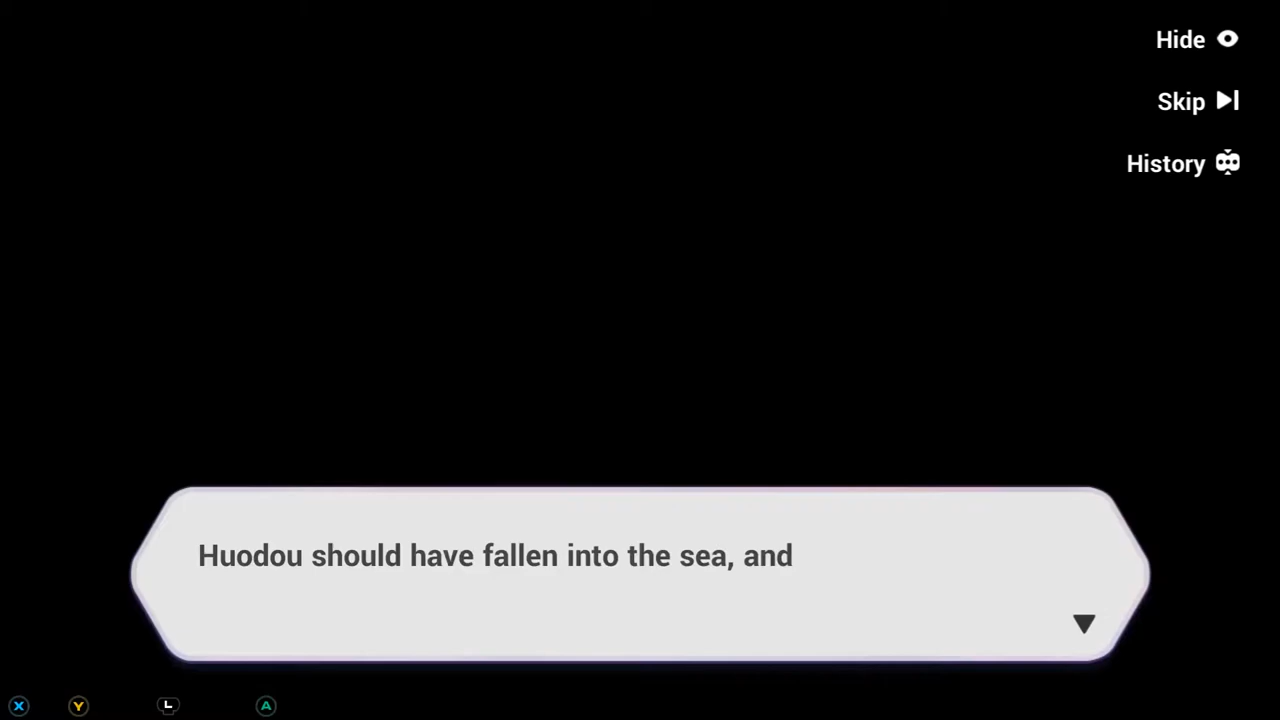 Hide
Skip
History
Huodou should have fallen into the sea, and
X Y L A